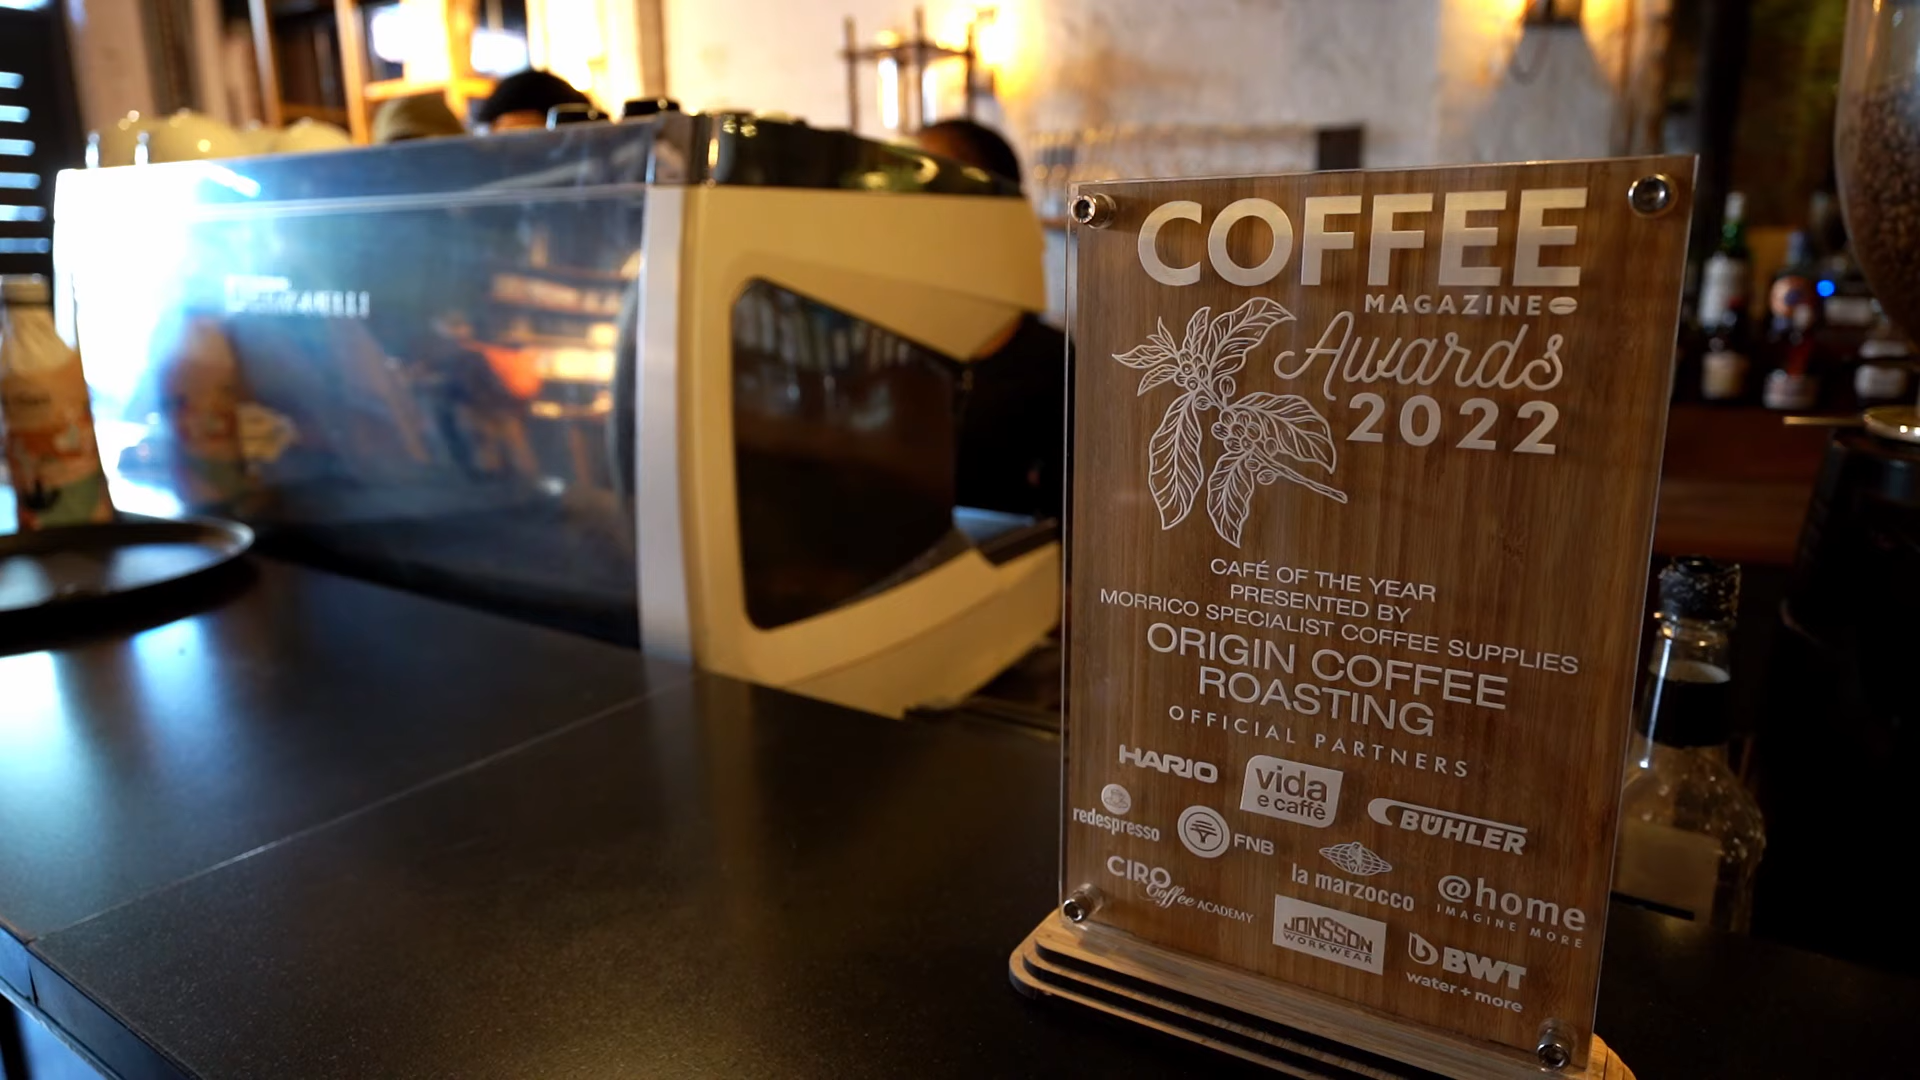 COFFEE
MAGAZINE
Awards
2022
CAFÉ OF THE YEAR
PRESENTED BY
MORRICO SPECIALIST COFFEE SUPPLIES
ORIGIN COFFEE
ROASTING
OFFICIAL PARTNERS
HARIO
vida
e caffè
BÜHLER
redespresso
FNB
la marzocco
@home
IMAGINE MORE
CIRO
Coffee ACADEMY
JONSSON
WORKWEAR
BWT
water + more